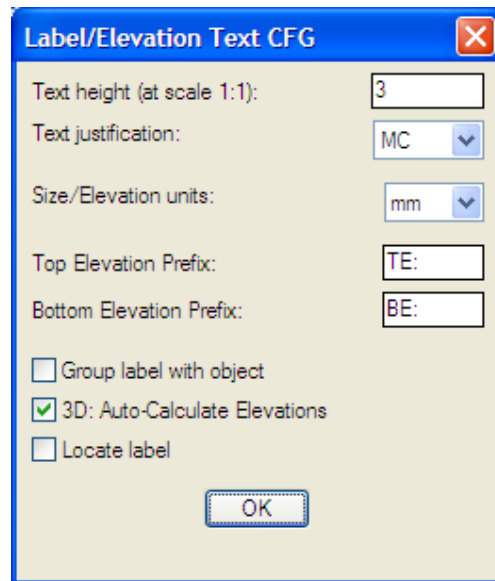 Label/Elevation Text CFG
Text height (at scale 1:1): 3
Text justification: MC
Size/Elevation units: mm
Top Elevation Prefix: TE:
Bottom Elevation Prefix: BE:
Group label with object
3D: Auto-Calculate Elevations
Locate label
OK